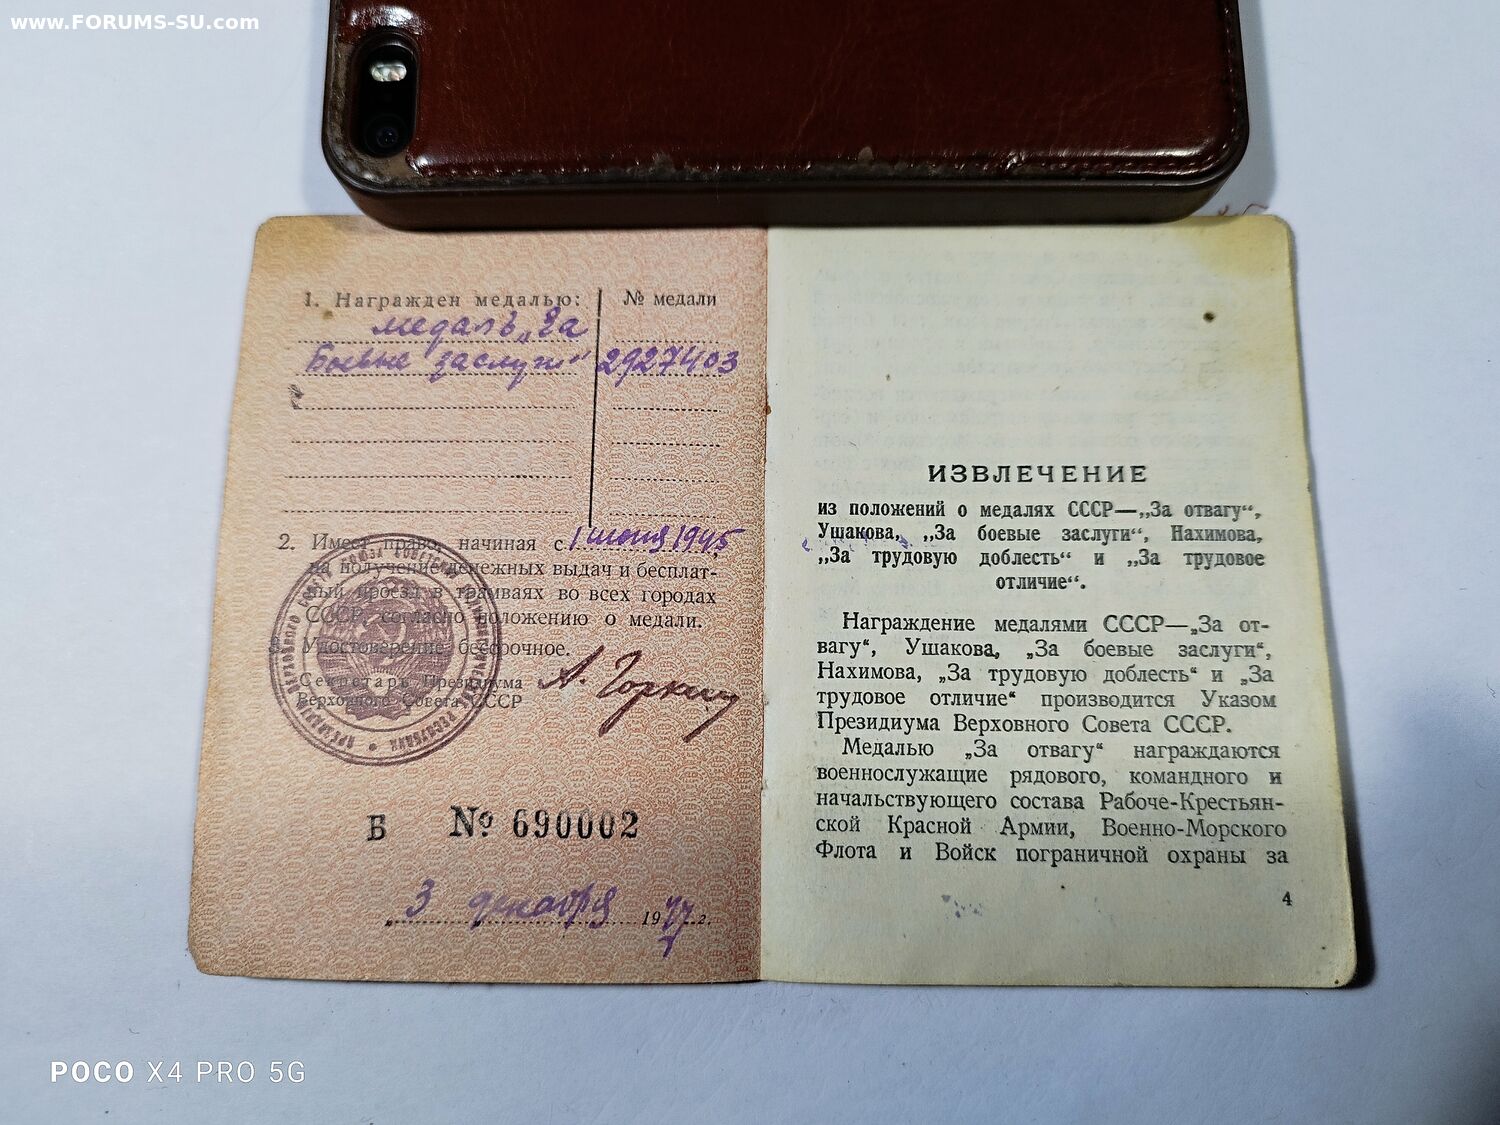 www.FORUMS-SU.com
1. Награжден медалью:
№ медали
медаль „За
Боевые заслуги“ 2927403
2. Имеет право, начиная с 1 июня 1945,
на получение денежных выдач и бесплат-
ный проезд в трамваях во всех городах
СССР, согласно положению о медали.
3. Удостоверение бессрочное.
Секретарь Президиума
Верховного Совета СССР
А. Горкин
Б № 690002
3 декабря 1947 г.
ИЗВЛЕЧЕНИЕ
из положений о медалях СССР—„За отвагу“,
Ушакова, „За боевые заслуги“, Нахимова,
„За трудовую доблесть“ и „За трудовое
отличие“.
Награждение медалями СССР—„За от-
вагу“, Ушакова, „За боевые заслуги“,
Нахимова, „За трудовую доблесть“ и „За
трудовое отличие“ производится Указом
Президиума Верховного Совета СССР.
Медалью „За отвагу“ награждаются
военнослужащие рядового, командного и
начальствующего состава Рабоче-Крестьян-
ской Красной Армии, Военно-Морского
Флота и Войск пограничной охраны за
4
POCO X4 PRO 5G